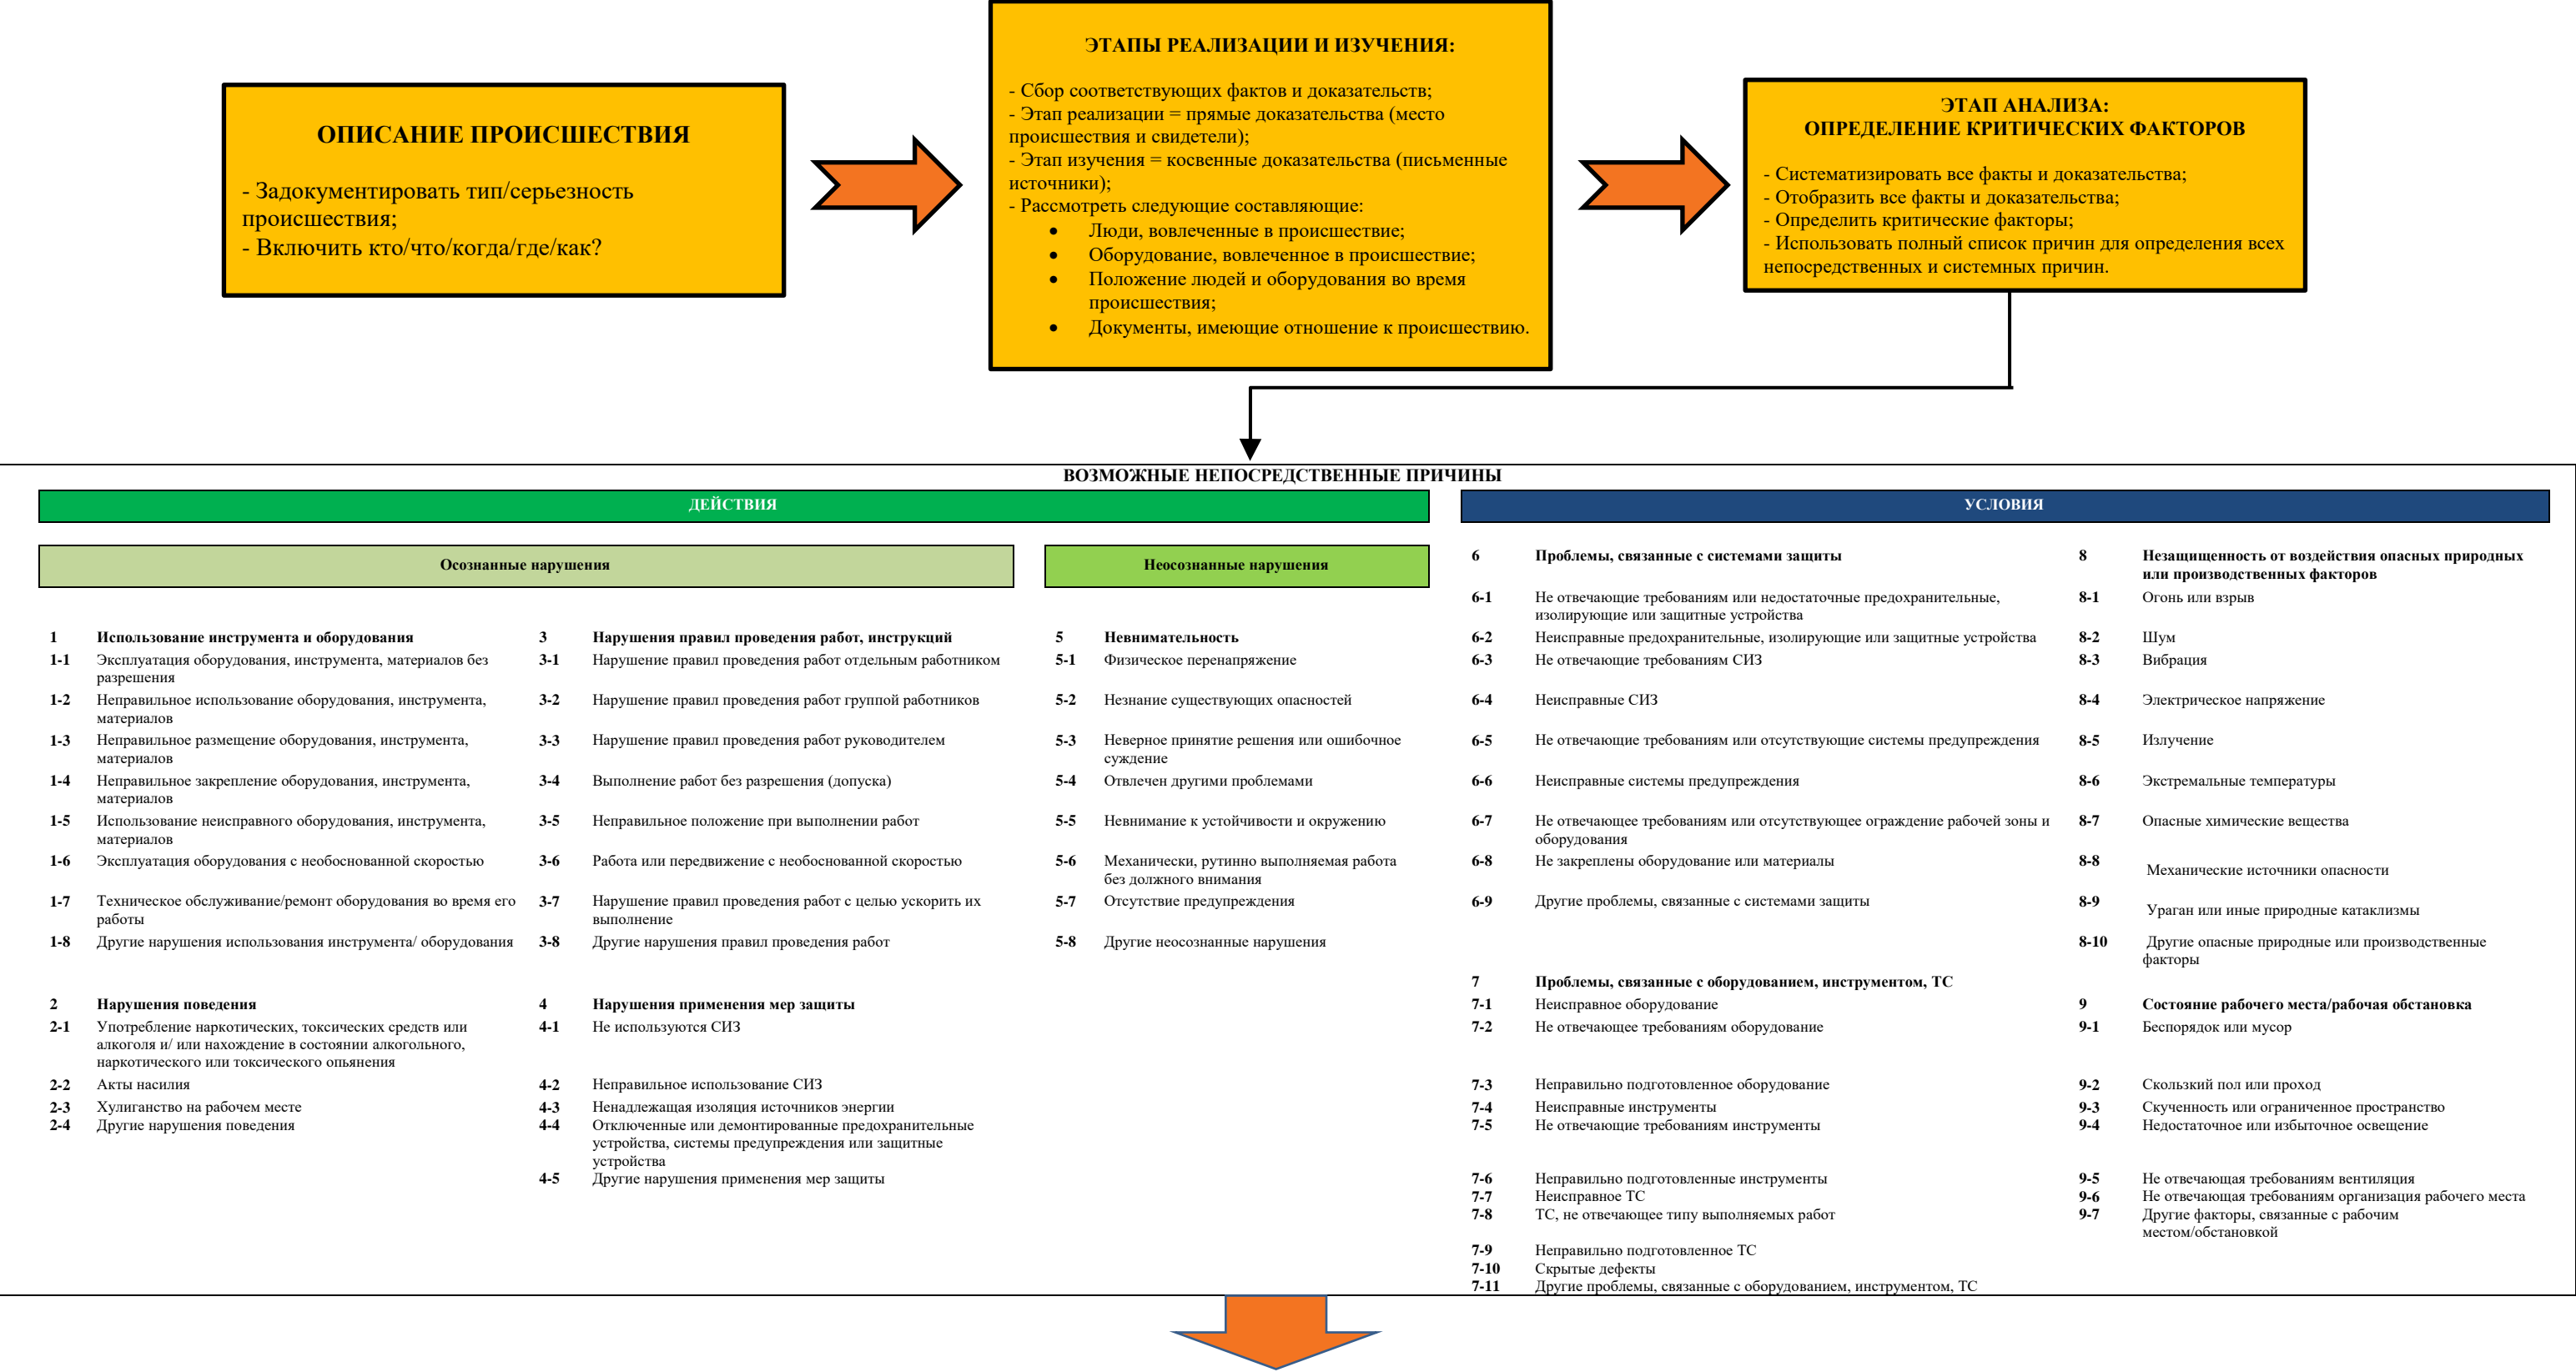 ОПИСАНИЕ ПРОИСШЕСТВИЯ
- Задокументировать тип/серьезность
происшествия;
- Включить кто/что/когда/где/как?
ЭТАПЫ РЕАЛИЗАЦИИ И ИЗУЧЕНИЯ:
- Сбор соответствующих фактов и доказательств;
- Этап реализации = прямые доказательства (место
происшествия и свидетели);
- Этап изучения = косвенные доказательства (письменные
источники);
- Рассмотреть следующие составляющие:
• Люди, вовлеченные в происшествие;
• Оборудование, вовлеченное в происшествие;
• Положение людей и оборудования во время
происшествия;
• Документы, имеющие отношение к происшествию.
ЭТАП АНАЛИЗА:
ОПРЕДЕЛЕНИЕ КРИТИЧЕСКИХ ФАКТОРОВ
- Систематизировать все факты и доказательства;
- Отобразить все факты и доказательства;
- Определить критические факторы;
- Использовать полный список причин для определения всех
непосредственных и системных причин.
ВОЗМОЖНЫЕ НЕПОСРЕДСТВЕННЫЕ ПРИЧИНЫ
ДЕЙСТВИЯ
Осознанные нарушения
1 Использование инструмента и оборудования
1-1 Эксплуатация оборудования, инструмента, материалов без
разрешения
1-2 Неправильное использование оборудования, инструмента,
материалов
1-3 Неправильное размещение оборудования, инструмента,
материалов
1-4 Неправильное закрепление оборудования, инструмента,
материалов
1-5 Использование неисправного оборудования, инструмента,
материалов
1-6 Эксплуатация оборудования с необоснованной скоростью
1-7 Техническое обслуживание/ремонт оборудования во время его
работы
1-8 Другие нарушения использования инструмента/ оборудования
2 Нарушения поведения
2-1 Употребление наркотических, токсических средств или
алкоголя и/ или нахождение в состоянии алкогольного,
наркотического или токсического опьянения
2-2 Акты насилия
2-3 Хулиганство на рабочем месте
2-4 Другие нарушения поведения
3 Нарушения правил проведения работ, инструкций
3-1 Нарушение правил проведения работ отдельным работником
3-2 Нарушение правил проведения работ группой работников
3-3 Нарушение правил проведения работ руководителем
3-4 Выполнение работ без разрешения (допуска)
3-5 Неправильное положение при выполнении работ
3-6 Работа или передвижение с необоснованной скоростью
3-7 Нарушение правил проведения работ с целью ускорить их
выполнение
3-8 Другие нарушения правил проведения работ
4 Нарушения применения мер защиты
4-1 Не используются СИЗ
4-2 Неправильное использование СИЗ
4-3 Ненадлежащая изоляция источников энергии
4-4 Отключенные или демонтированные предохранительные
устройства, системы предупреждения или защитные
устройства
4-5 Другие нарушения применения мер защиты
Неосознанные нарушения
5 Невнимательность
5-1 Физическое перенапряжение
5-2 Незнание существующих опасностей
5-3 Неверное принятие решения или ошибочное
суждение
5-4 Отвлечен другими проблемами
5-5 Невнимание к устойчивости и окружению
5-6 Механически, рутинно выполняемая работа
без должного внимания
5-7 Отсутствие предупреждения
5-8 Другие неосознанные нарушения
УСЛОВИЯ
6 Проблемы, связанные с системами защиты
6-1 Не отвечающие требованиям или недостаточные предохранительные,
изолирующие или защитные устройства
6-2 Неисправные предохранительные, изолирующие или защитные устройства
6-3 Не отвечающие требованиям СИЗ
6-4 Неисправные СИЗ
6-5 Не отвечающие требованиям или отсутствующие системы предупреждения
6-6 Неисправные системы предупреждения
6-7 Не отвечающее требованиям или отсутствующее ограждение рабочей зоны и
оборудования
6-8 Не закреплены оборудование или материалы
6-9 Другие проблемы, связанные с системами защиты
7 Проблемы, связанные с оборудованием, инструментом, ТС
7-1 Неисправное оборудование
7-2 Не отвечающее требованиям оборудование
7-3 Неправильно подготовленное оборудование
7-4 Неисправные инструменты
7-5 Не отвечающие требованиям инструменты
7-6 Неправильно подготовленные инструменты
7-7 Неисправное ТС
7-8 ТС, не отвечающее типу выполняемых работ
7-9 Неправильно подготовленное ТС
7-10 Скрытые дефекты
7-11 Другие проблемы, связанные с оборудованием, инструментом, ТС
8 Незащищенность от воздействия опасных природных
или производственных факторов
8-1 Огонь или взрыв
8-2 Шум
8-3 Вибрация
8-4 Электрическое напряжение
8-5 Излучение
8-6 Экстремальные температуры
8-7 Опасные химические вещества
8-8 Механические источники опасности
8-9 Ураган или иные природные катаклизмы
8-10 Другие опасные природные или производственные
факторы
9 Состояние рабочего места/рабочая обстановка
9-1 Беспорядок или мусор
9-2 Скользкий пол или проход
9-3 Скученность или ограниченное пространство
9-4 Недостаточное или избыточное освещение
9-5 Не отвечающая требованиям вентиляция
9-6 Не отвечающая требованиям организация рабочего места
9-7 Другие факторы, связанные с рабочим
местом/обстановкой